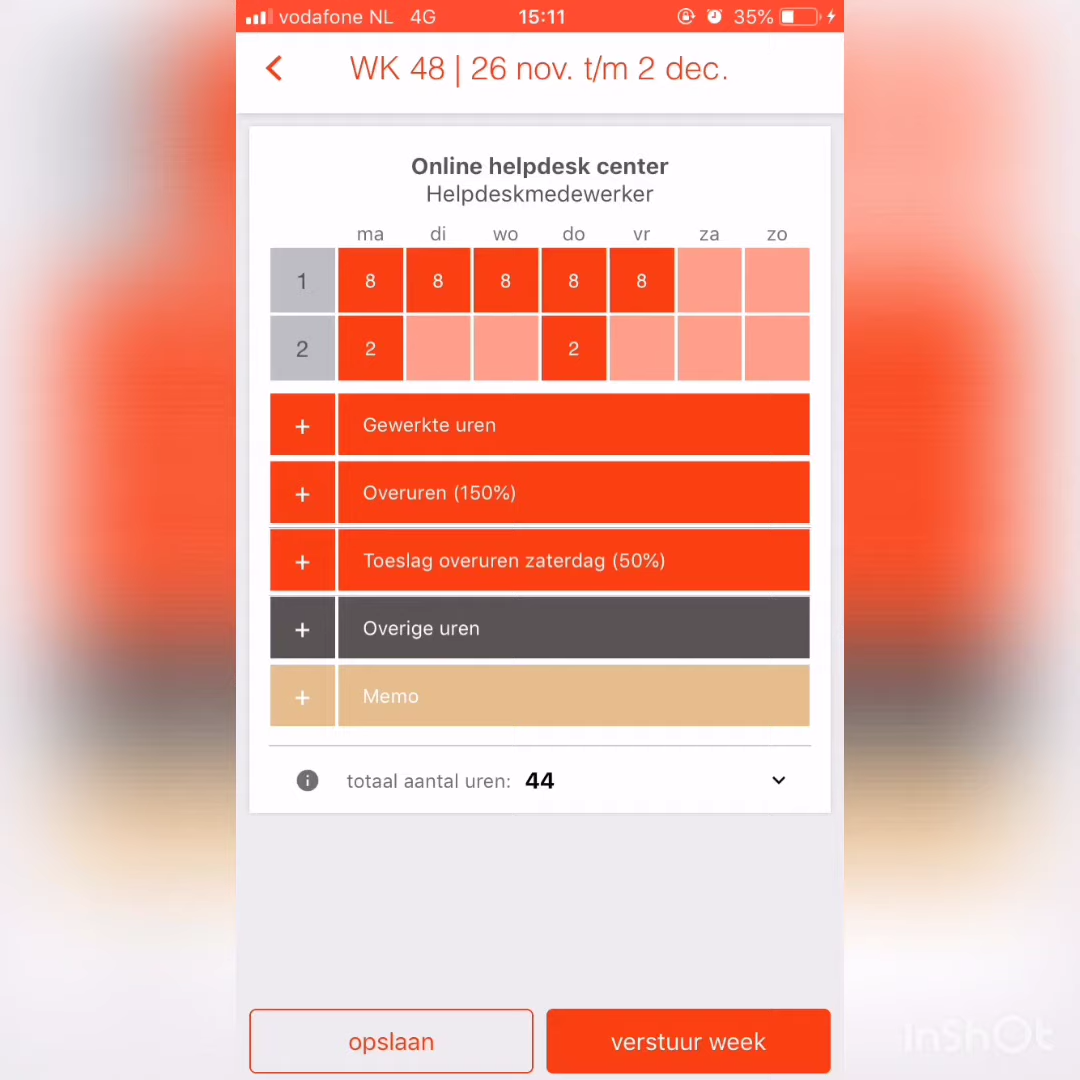 vodafone NL 4G 15:11 35%
WK 48 | 26 nov. t/m 2 dec.
Online helpdesk center
Helpdeskmedewerker
ma di wo do vr za zo
1 8 8 8 8 8
2 2 2
+ Gewerkte uren
+ Overuren (150%)
+ Toeslag overuren zaterdag (50%)
+ Overige uren
+ Memo
i totaal aantal uren: 44
opslaan verstuur week
InShOt